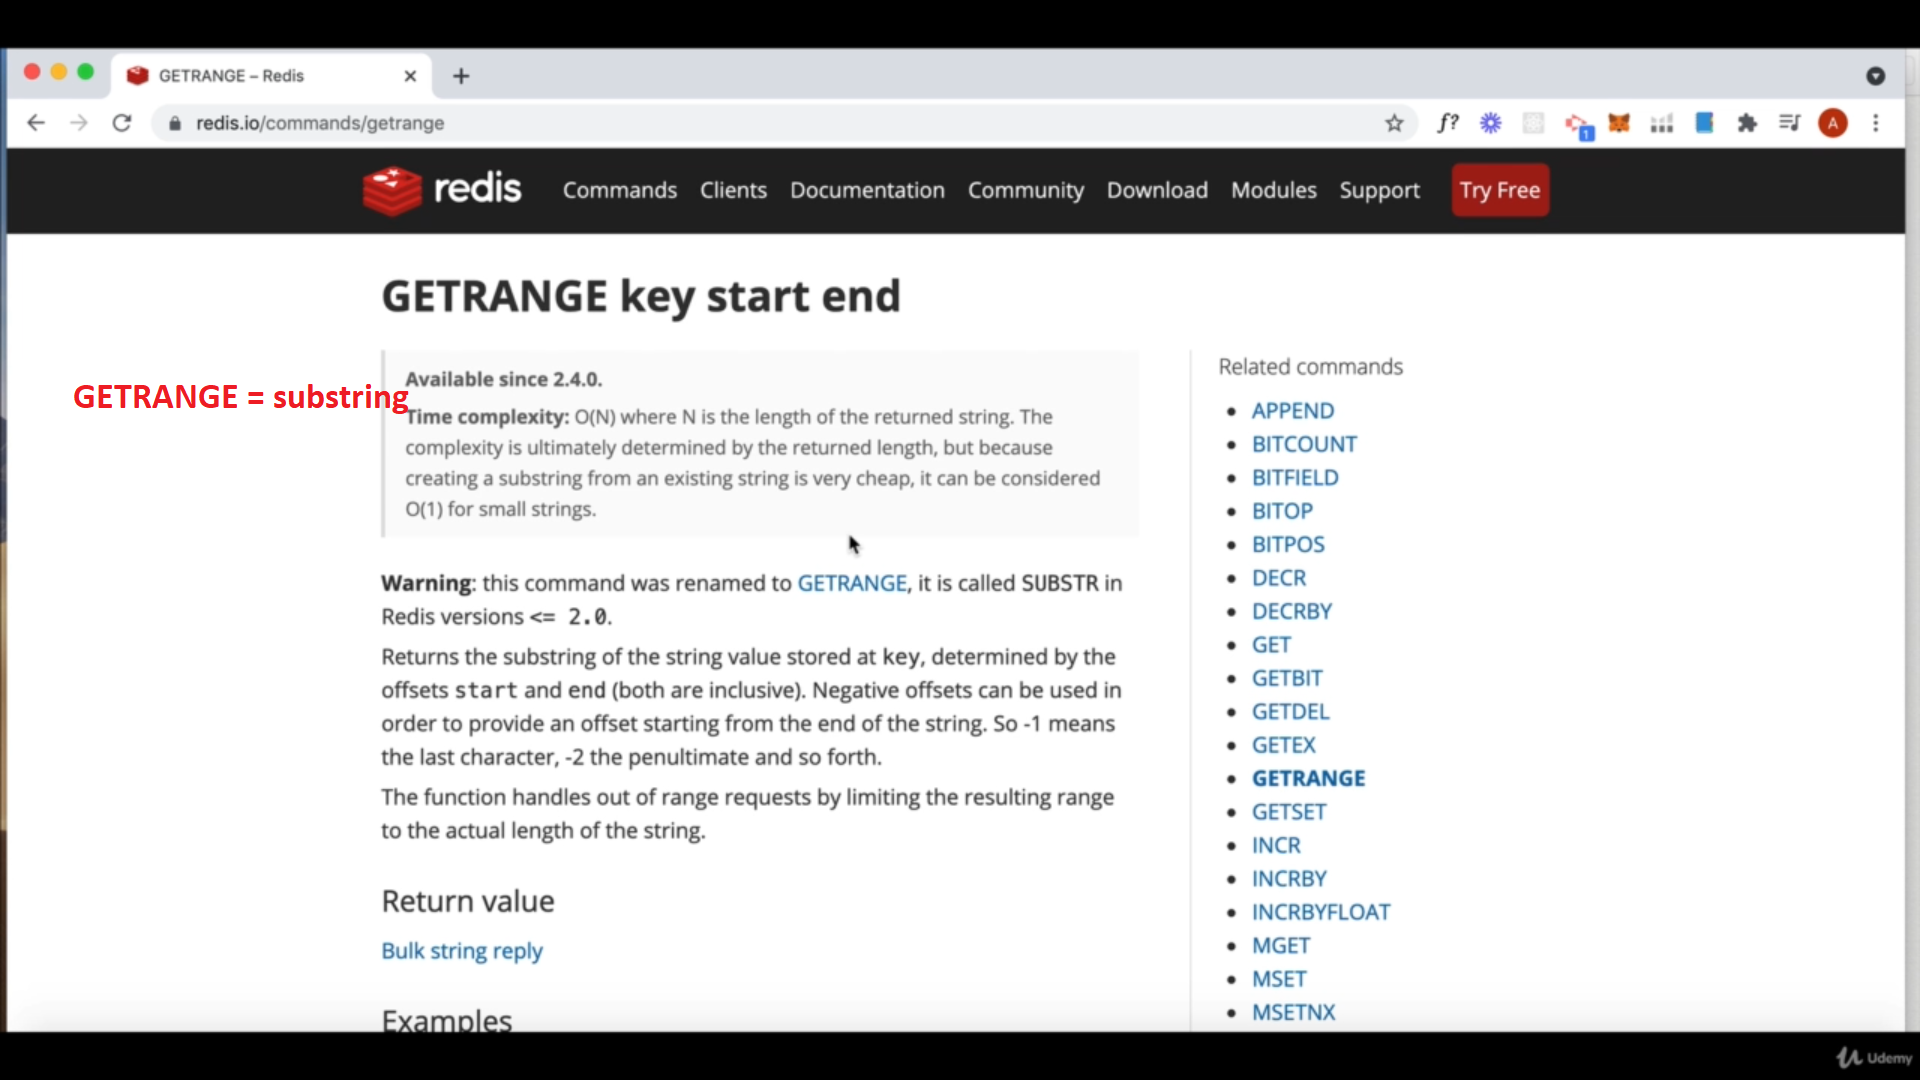 GETRANGE – Redis
redis.io/commands/getrange
f?
1
A
redis
Commands Clients Documentation Community Download Modules Support Try Free
GETRANGE key start end
GETRANGE = substring
Available since 2.4.0.
Time complexity: O(N) where N is the length of the returned string. The
complexity is ultimately determined by the returned length, but because
creating a substring from an existing string is very cheap, it can be considered
O(1) for small strings.
Warning: this command was renamed to GETRANGE, it is called SUBSTR in
Redis versions <= 2.0.
Returns the substring of the string value stored at key, determined by the
offsets start and end (both are inclusive). Negative offsets can be used in
order to provide an offset starting from the end of the string. So -1 means
the last character, -2 the penultimate and so forth.
The function handles out of range requests by limiting the resulting range
to the actual length of the string.
Return value
Bulk string reply
Examples
Related commands
APPEND
BITCOUNT
BITFIELD
BITOP
BITPOS
DECR
DECRBY
GET
GETBIT
GETDEL
GETEX
GETRANGE
GETSET
INCR
INCRBY
INCRBYFLOAT
MGET
MSET
MSETNX
Udemy